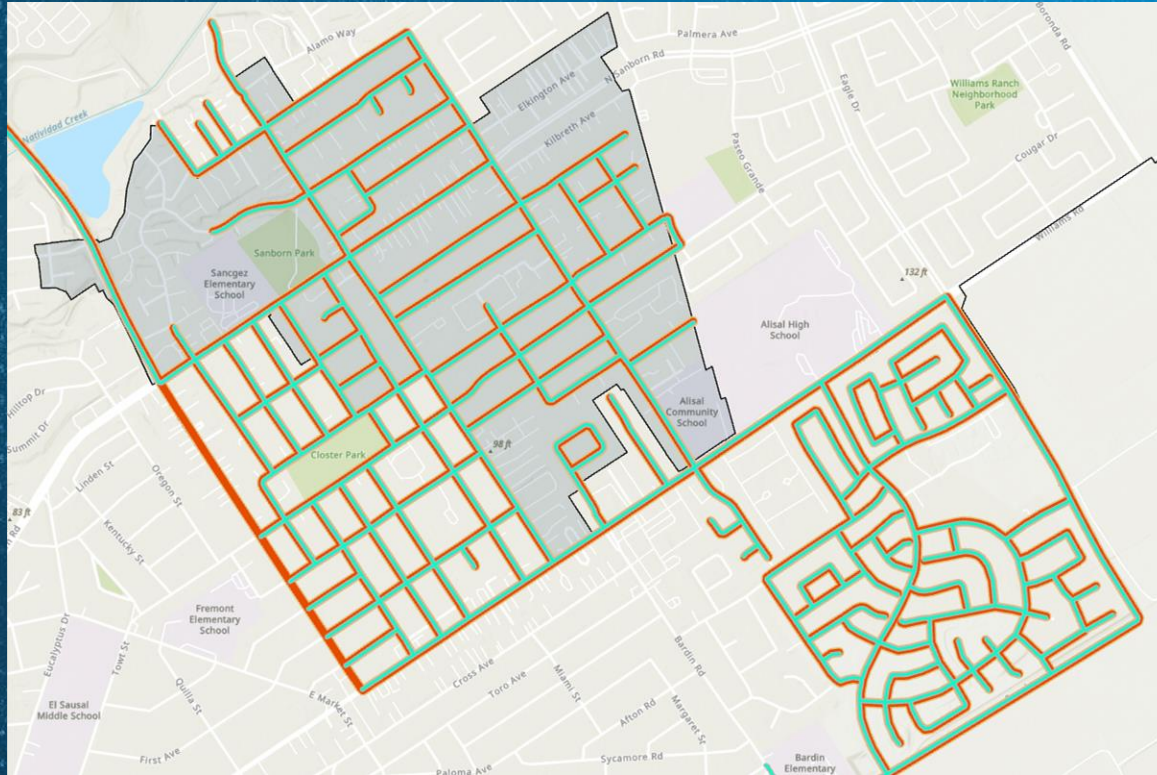 Alamo Way
Palmera Ave
Boronda Rd
N Sanborn Rd
Elkington Ave
Eagle Dr
Williams Ranch
Neighborhood
Park
Natividad Creek
Kilbreth Ave
Paseo Grande
Cougar Dr
Williams Rd
Sanborn Park
Sancgez
Elementary
School
132 ft
Alisal High
School
Hilltop Dr
Summit Dr
Alisal
Community
School
98 ft
Closter Park
Linden St
Oregon St
83 ft
Kentucky St
Fremont
Elementary
School
Eucalyptus Dr
Towt St
Quilla St
E Market St
Cross Ave
Toro Ave
Miami St
Bardin Rd
Margaret St
Afton Rd
El Sausal
Middle School
First Ave
Paloma Ave
Sycamore Rd
Bardin
Elementary